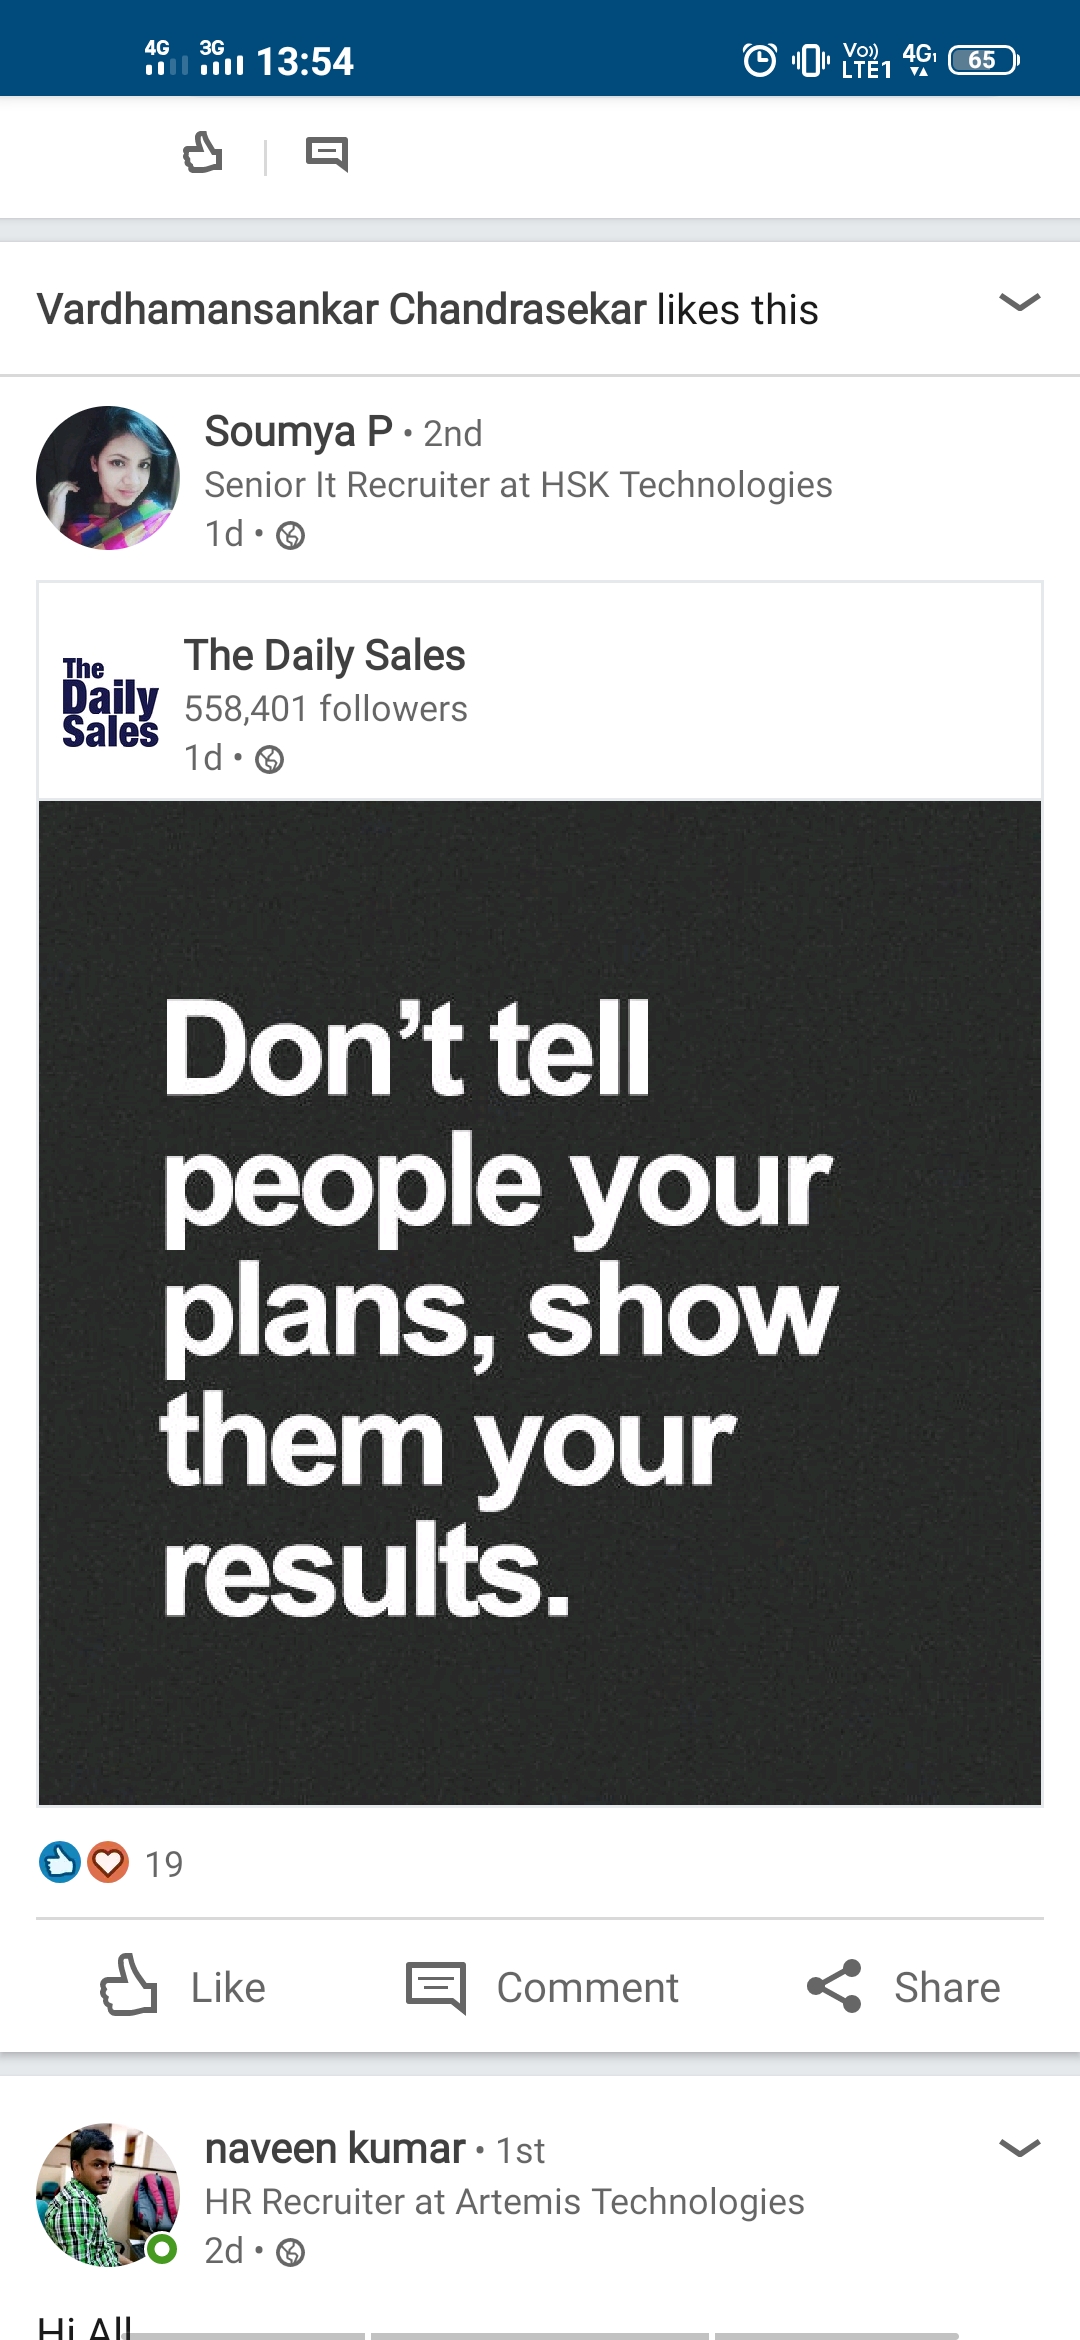 4G 3G 13:54 Vo)) LTE1 4G1 65
Vardhamansankar Chandrasekar likes this
Soumya P • 2nd
Senior It Recruiter at HSK Technologies
1d •
The Daily Sales
The Daily Sales
558,401 followers
1d •
Don't tell
people your
plans, show
them your
results.
19
Like Comment Share
naveen kumar • 1st
HR Recruiter at Artemis Technologies
2d •
Hi All